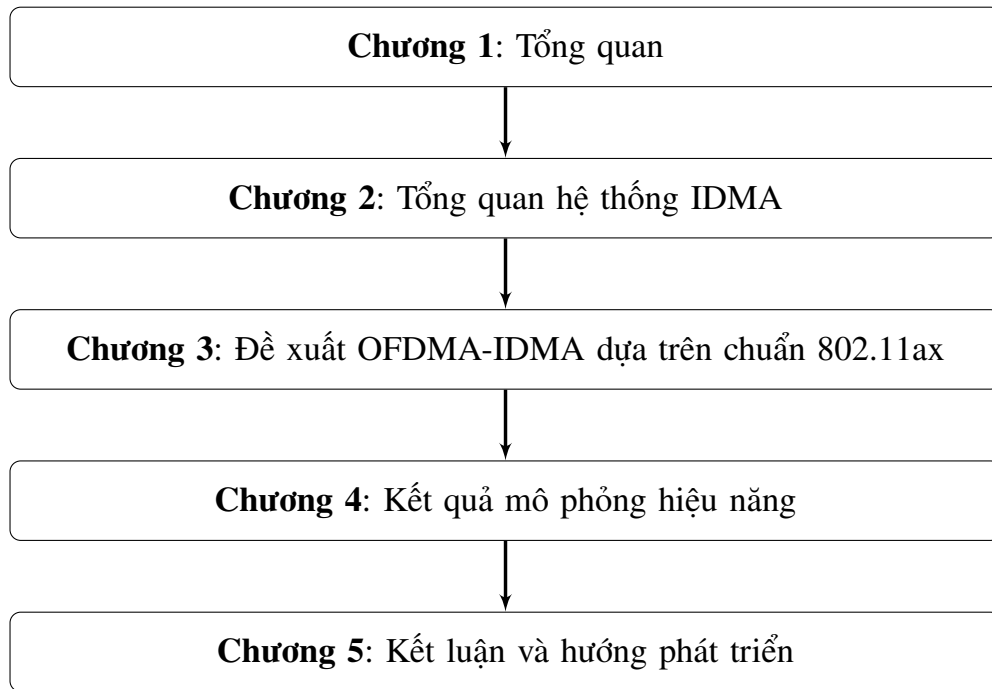 Chương 1: Tổng quan
Chương 2: Tổng quan hệ thống IDMA
Chương 3: Đề xuất OFDMA-IDMA dựa trên chuẩn 802.11ax
Chương 4: Kết quả mô phỏng hiệu năng
Chương 5: Kết luận và hướng phát triển